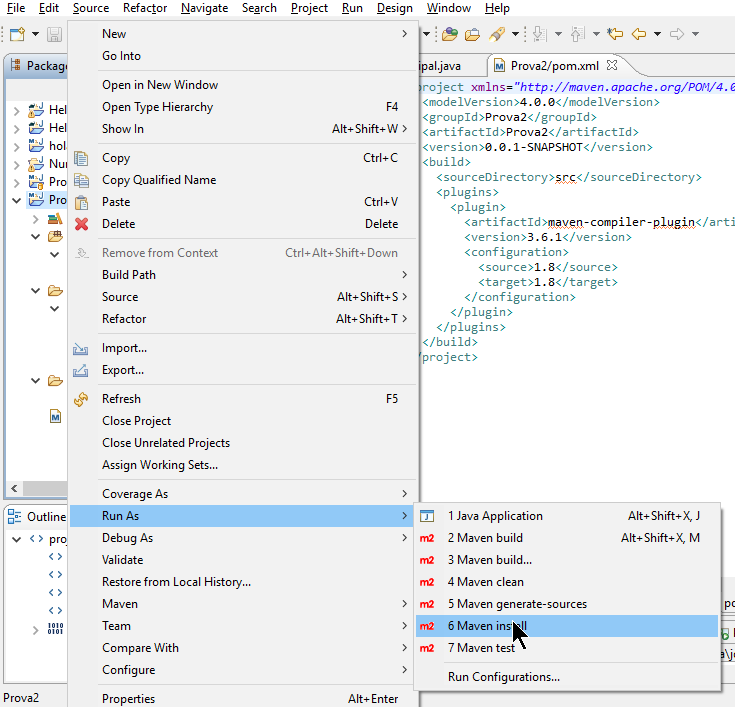 File Edit Source Refactor Navigate Search Project Run Design Window Help
Package
Hel
Hel
hol
Nur
Pro
Pro
Outline
proj
Prova2
New
Go Into
Open in New Window
Open Type Hierarchy F4
Show In Alt+Shift+W
Copy Ctrl+C
Copy Qualified Name
Paste Ctrl+V
Delete Delete
Remove from Context Ctrl+Alt+Shift+Down
Build Path
Source Alt+Shift+S
Refactor Alt+Shift+T
Import...
Export...
Refresh F5
Close Project
Close Unrelated Projects
Assign Working Sets...
Coverage As
Run As
Debug As
Validate
Restore from Local History...
Maven
Team
Compare With
Configure
Properties Alt+Enter
ipal.java
Prova2/pom.xml
project xmlns="http://maven.apache.org/POM/4.0
<modelVersion>4.0.0</modelVersion>
<groupId>Prova2</groupId>
<artifactId>Prova2</artifactId>
<version>0.0.1-SNAPSHOT</version>
<build>
<sourceDirectory>src</sourceDirectory>
<plugins>
<plugin>
<artifactId>maven-compiler-plugin</arti
<version>3.6.1</version>
<configuration>
<source>1.8</source>
<target>1.8</target>
</configuration>
</plugin>
</plugins>
</build>
/project>
1 Java Application Alt+Shift+X, J
m2 2 Maven build Alt+Shift+X, M
m2 3 Maven build...
m2 4 Maven clean
m2 5 Maven generate-sources
m2 6 Maven install
m2 7 Maven test
Run Configurations...